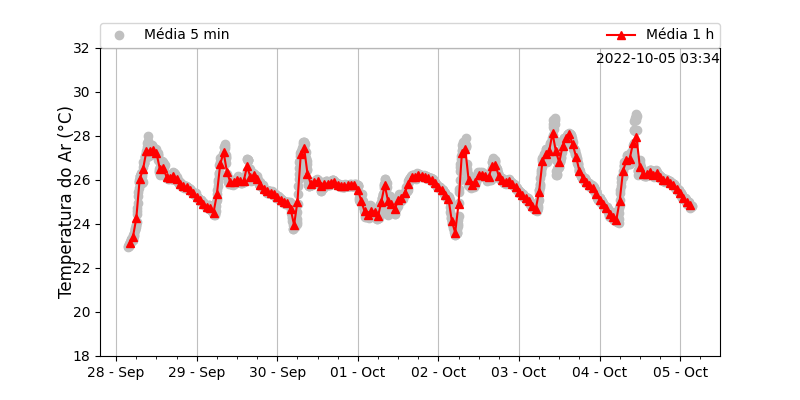 Média 5 min
Média 1 h
2022-10-05 03:34
Temperatura do Ar (°C)
32
30
28
26
24
22
20
18
28 - Sep
29 - Sep
30 - Sep
01 - Oct
02 - Oct
03 - Oct
04 - Oct
05 - Oct